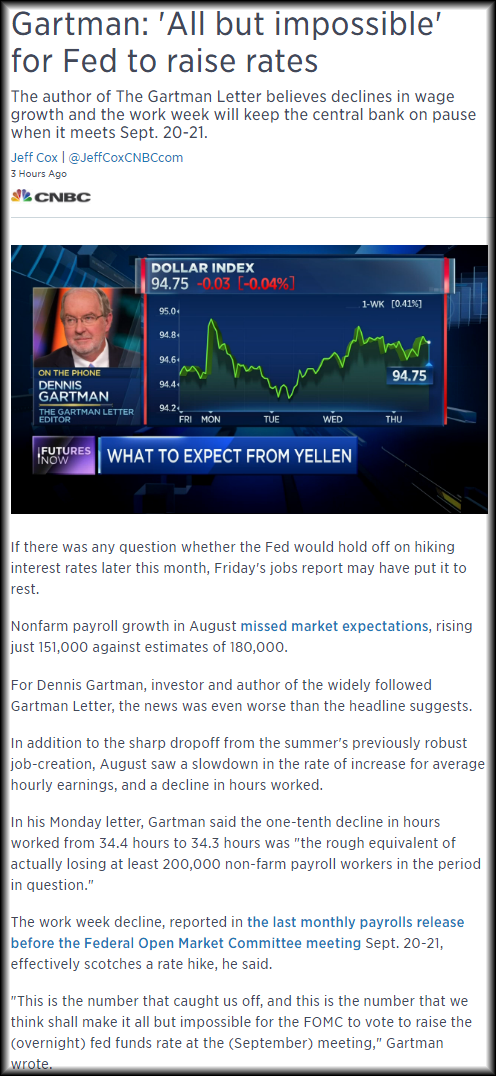 Gartman: 'All but impossible'
for Fed to raise rates
The author of The Gartman Letter believes declines in wage
growth and the work week will keep the central bank on pause
when it meets Sept. 20-21.
Jeff Cox | @JeffCoxCNBCcom
3 Hours Ago
CNBC
DOLLAR INDEX
94.75 -0.03 [-0.04%]
1-WK [0.41%]
95.0
94.8
94.6
94.4
94.2
94.75
FRI MON TUE WED THU
ON THE PHONE
DENNIS
GARTMAN
THE GARTMAN LETTER
EDITOR
FUTURES
NOW
WHAT TO EXPECT FROM YELLEN
If there was any question whether the Fed would hold off on hiking
interest rates later this month, Friday's jobs report may have put it to
rest.
Nonfarm payroll growth in August missed market expectations, rising
just 151,000 against estimates of 180,000.
For Dennis Gartman, investor and author of the widely followed
Gartman Letter, the news was even worse than the headline suggests.
In addition to the sharp dropoff from the summer's previously robust
job-creation, August saw a slowdown in the rate of increase for average
hourly earnings, and a decline in hours worked.
In his Monday letter, Gartman said the one-tenth decline in hours
worked from 34.4 hours to 34.3 hours was "the rough equivalent of
actually losing at least 200,000 non-farm payroll workers in the period
in question."
The work week decline, reported in the last monthly payrolls release
before the Federal Open Market Committee meeting Sept. 20-21,
effectively scotches a rate hike, he said.
"This is the number that caught us off, and this is the number that we
think shall make it all but impossible for the FOMC to vote to raise the
(overnight) fed funds rate at the (September) meeting," Gartman
wrote.